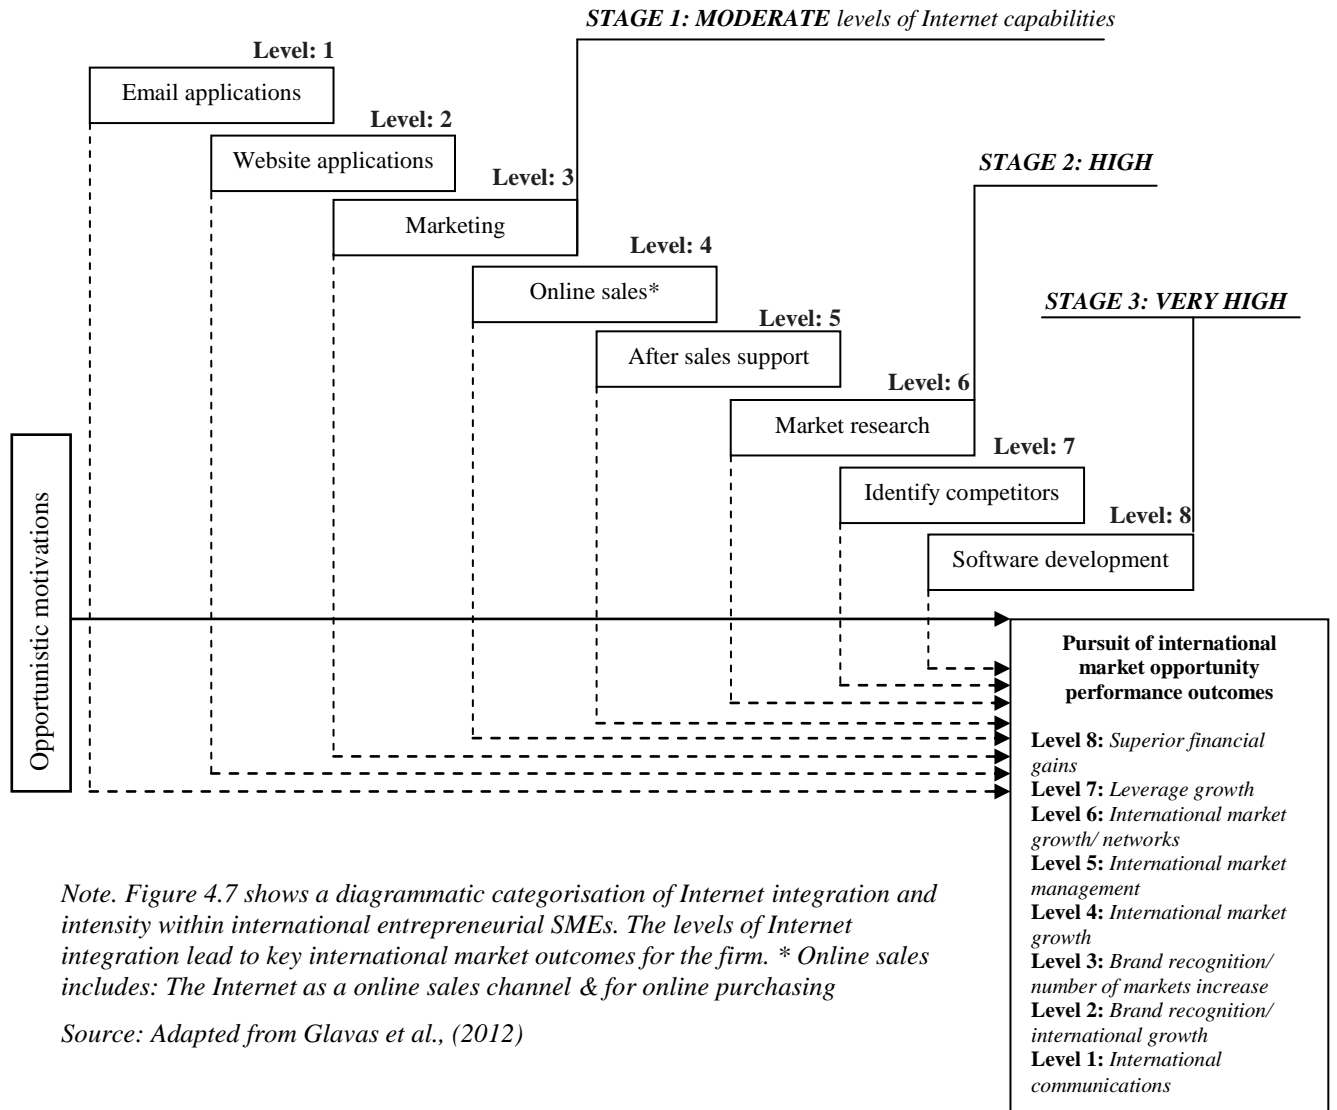 STAGE 1: MODERATE levels of Internet capabilities
Level: 1
Email applications
Level: 2
Website applications
STAGE 2: HIGH
Level: 3
Marketing
Level: 4
Online sales*
STAGE 3: VERY HIGH
Level: 5
After sales support
Level: 6
Market research
Level: 7
Identify competitors
Level: 8
Software development
Opportunistic motivations
Pursuit of international
market opportunity
performance outcomes
Level 8: Superior financial
gains
Level 7: Leverage growth
Level 6: International market
growth/ networks
Level 5: International market
management
Level 4: International market
growth
Level 3: Brand recognition/
number of markets increase
Level 2: Brand recognition/
international growth
Level 1: International
communications
Note. Figure 4.7 shows a diagrammatic categorisation of Internet integration and
intensity within international entrepreneurial SMEs. The levels of Internet
integration lead to key international market outcomes for the firm. * Online sales
includes: The Internet as a online sales channel & for online purchasing
Source: Adapted from Glavas et al., (2012)